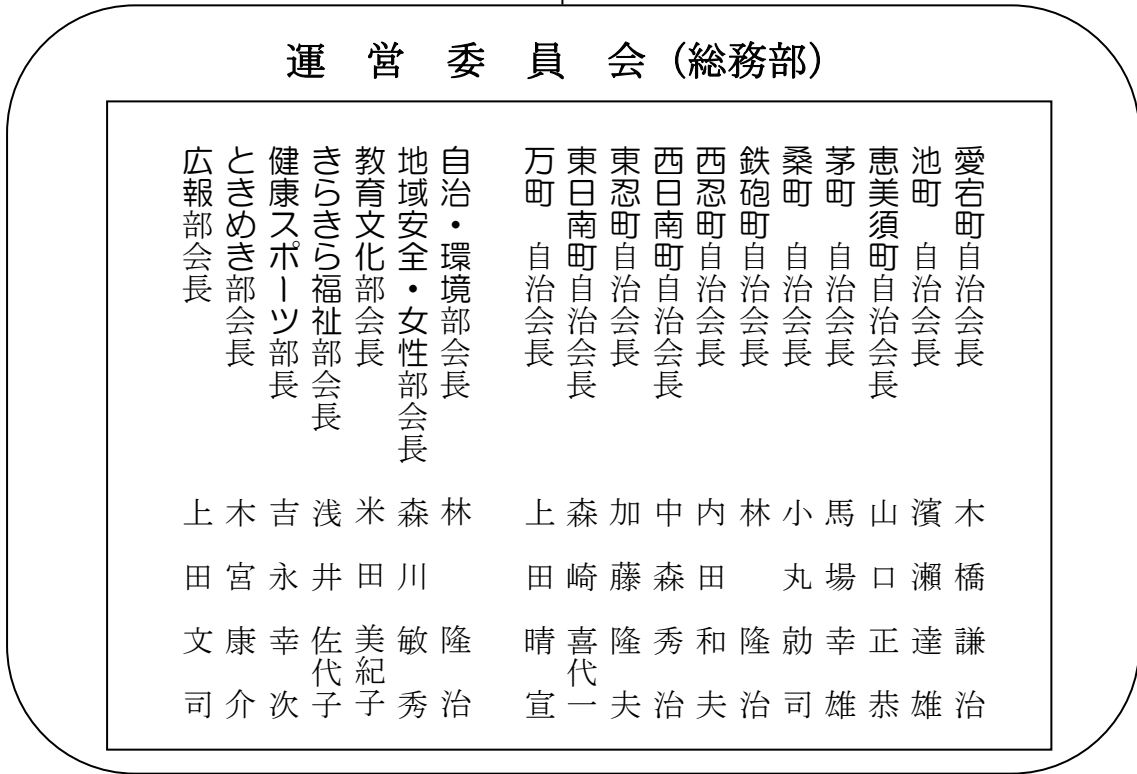 運営委員会(総務部)
愛宕町自治会長 木橋謙治
池町 自治会長 濱瀬達雄
恵美須町自治会長 山口正恭
茅町 自治会長 馬場幸雄
桑町 自治会長 小丸勍司
鉄砲町自治会長 林 隆治
西忍町自治会長 内田和夫
西日南町自治会長 中森秀治
東忍町自治会長 加藤隆夫
東日南町自治会長 森崎喜代一
万町 自治会長 上田晴宣
自治・環境部会長 林 隆治
地域安全・女性部会長 森川敏秀
教育文化部会長 米田美紀子
きらきら福祉部会長 浅井佐代子
健康スポーツ部長 吉永幸次
ときめき部会長 木宮康介
広報部会長 上田文司